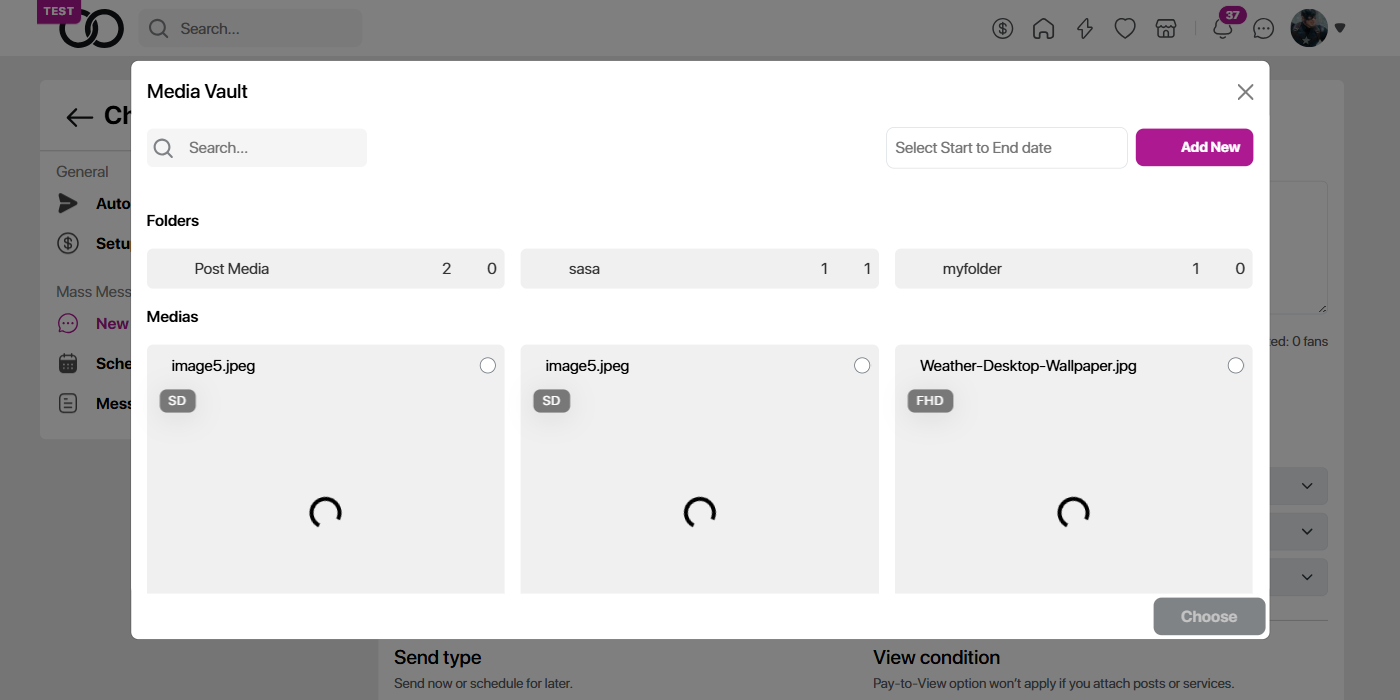 TEST
Search...
37
Ch
General
Auto
Setu
Mass Mess
New
Sche
Mess
Media Vault
Search...
Select Start to End date
Add New
Folders
Post Media 2 0
sasa 1 1
myfolder 1 0
Medias
image5.jpeg
SD
image5.jpeg
SD
Weather-Desktop-Wallpaper.jpg
FHD
ed: 0 fans
Choose
Send type
Send now or schedule for later.
View condition
Pay-to-View option won't apply if you attach posts or services.